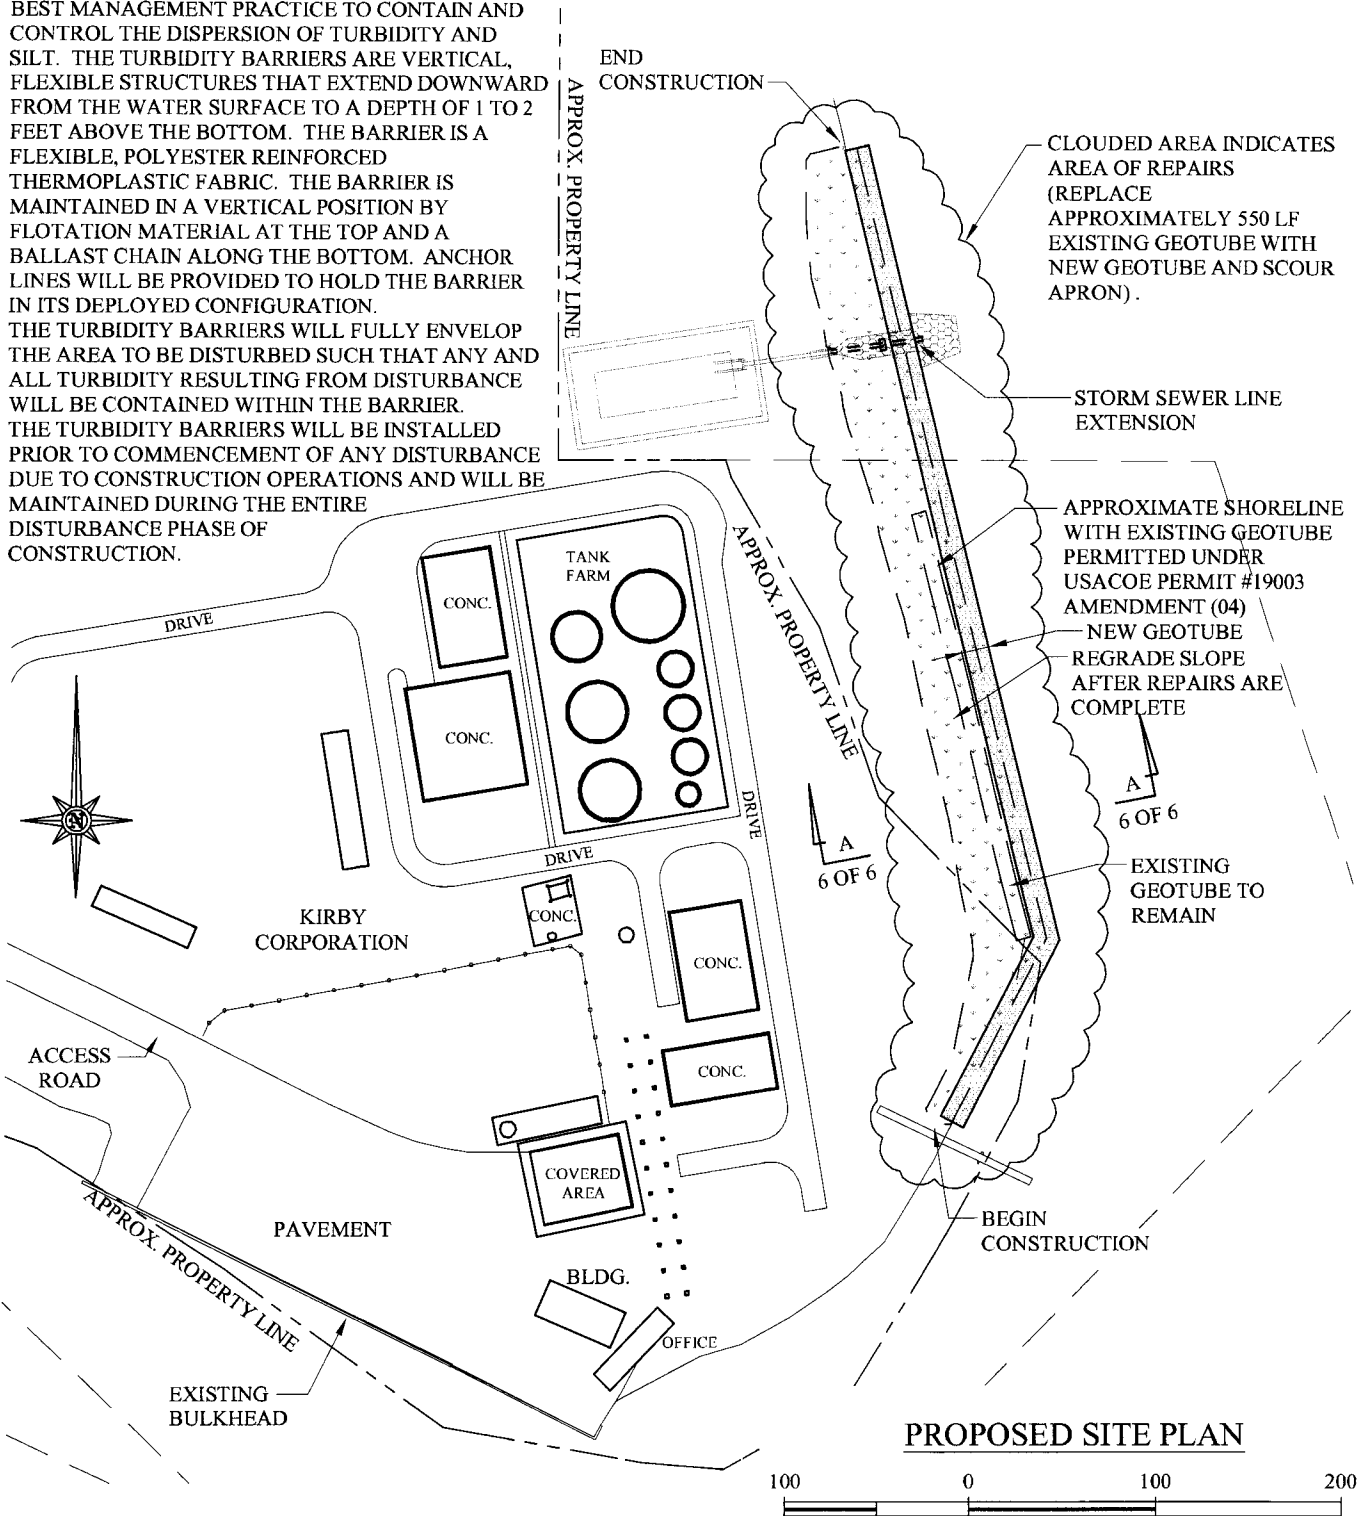 BEST MANAGEMENT PRACTICE TO CONTAIN AND
CONTROL THE DISPERSION OF TURBIDITY AND
SILT. THE TURBIDITY BARRIERS ARE VERTICAL,
FLEXIBLE STRUCTURES THAT EXTEND DOWNWARD
FROM THE WATER SURFACE TO A DEPTH OF 1 TO 2
FEET ABOVE THE BOTTOM. THE BARRIER IS A
FLEXIBLE, POLYESTER REINFORCED
THERMOPLASTIC FABRIC. THE BARRIER IS
MAINTAINED IN A VERTICAL POSITION BY
FLOTATION MATERIAL AT THE TOP AND A
BALLAST CHAIN ALONG THE BOTTOM. ANCHOR
LINES WILL BE PROVIDED TO HOLD THE BARRIER
IN ITS DEPLOYED CONFIGURATION.
THE TURBIDITY BARRIERS WILL FULLY ENVELOP
THE AREA TO BE DISTURBED SUCH THAT ANY AND
ALL TURBIDITY RESULTING FROM DISTURBANCE
WILL BE CONTAINED WITHIN THE BARRIER.
THE TURBIDITY BARRIERS WILL BE INSTALLED
PRIOR TO COMMENCEMENT OF ANY DISTURBANCE
DUE TO CONSTRUCTION OPERATIONS AND WILL BE
MAINTAINED DURING THE ENTIRE
DISTURBANCE PHASE OF
CONSTRUCTION.
APPROX. PROPERTY LINE
END
CONSTRUCTION
CLOUDED AREA INDICATES
AREA OF REPAIRS
(REPLACE
APPROXIMATELY 550 LF
EXISTING GEOTUBE WITH
NEW GEOTUBE AND SCOUR
APRON) .
STORM SEWER LINE
EXTENSION
APPROXIMATE SHORELINE
WITH EXISTING GEOTUBE
PERMITTED UNDER
USACOE PERMIT #19003
AMENDMENT (04)
NEW GEOTUBE
REGRADE SLOPE
AFTER REPAIRS ARE
COMPLETE
APPROX. PROPERTY LINE
TANK
FARM
CONC.
DRIVE
CONC.
N
DRIVE
DRIVE
A
6 OF 6
A
6 OF 6
EXISTING
GEOTUBE TO
REMAIN
KIRBY
CORPORATION
CONC.
CONC.
CONC.
ACCESS
ROAD
COVERED
AREA
APPROX. PROPERTY LINE
PAVEMENT
BEGIN
CONSTRUCTION
BLDG.
OFFICE
EXISTING
BULKHEAD
PROPOSED SITE PLAN
100 0 100 200